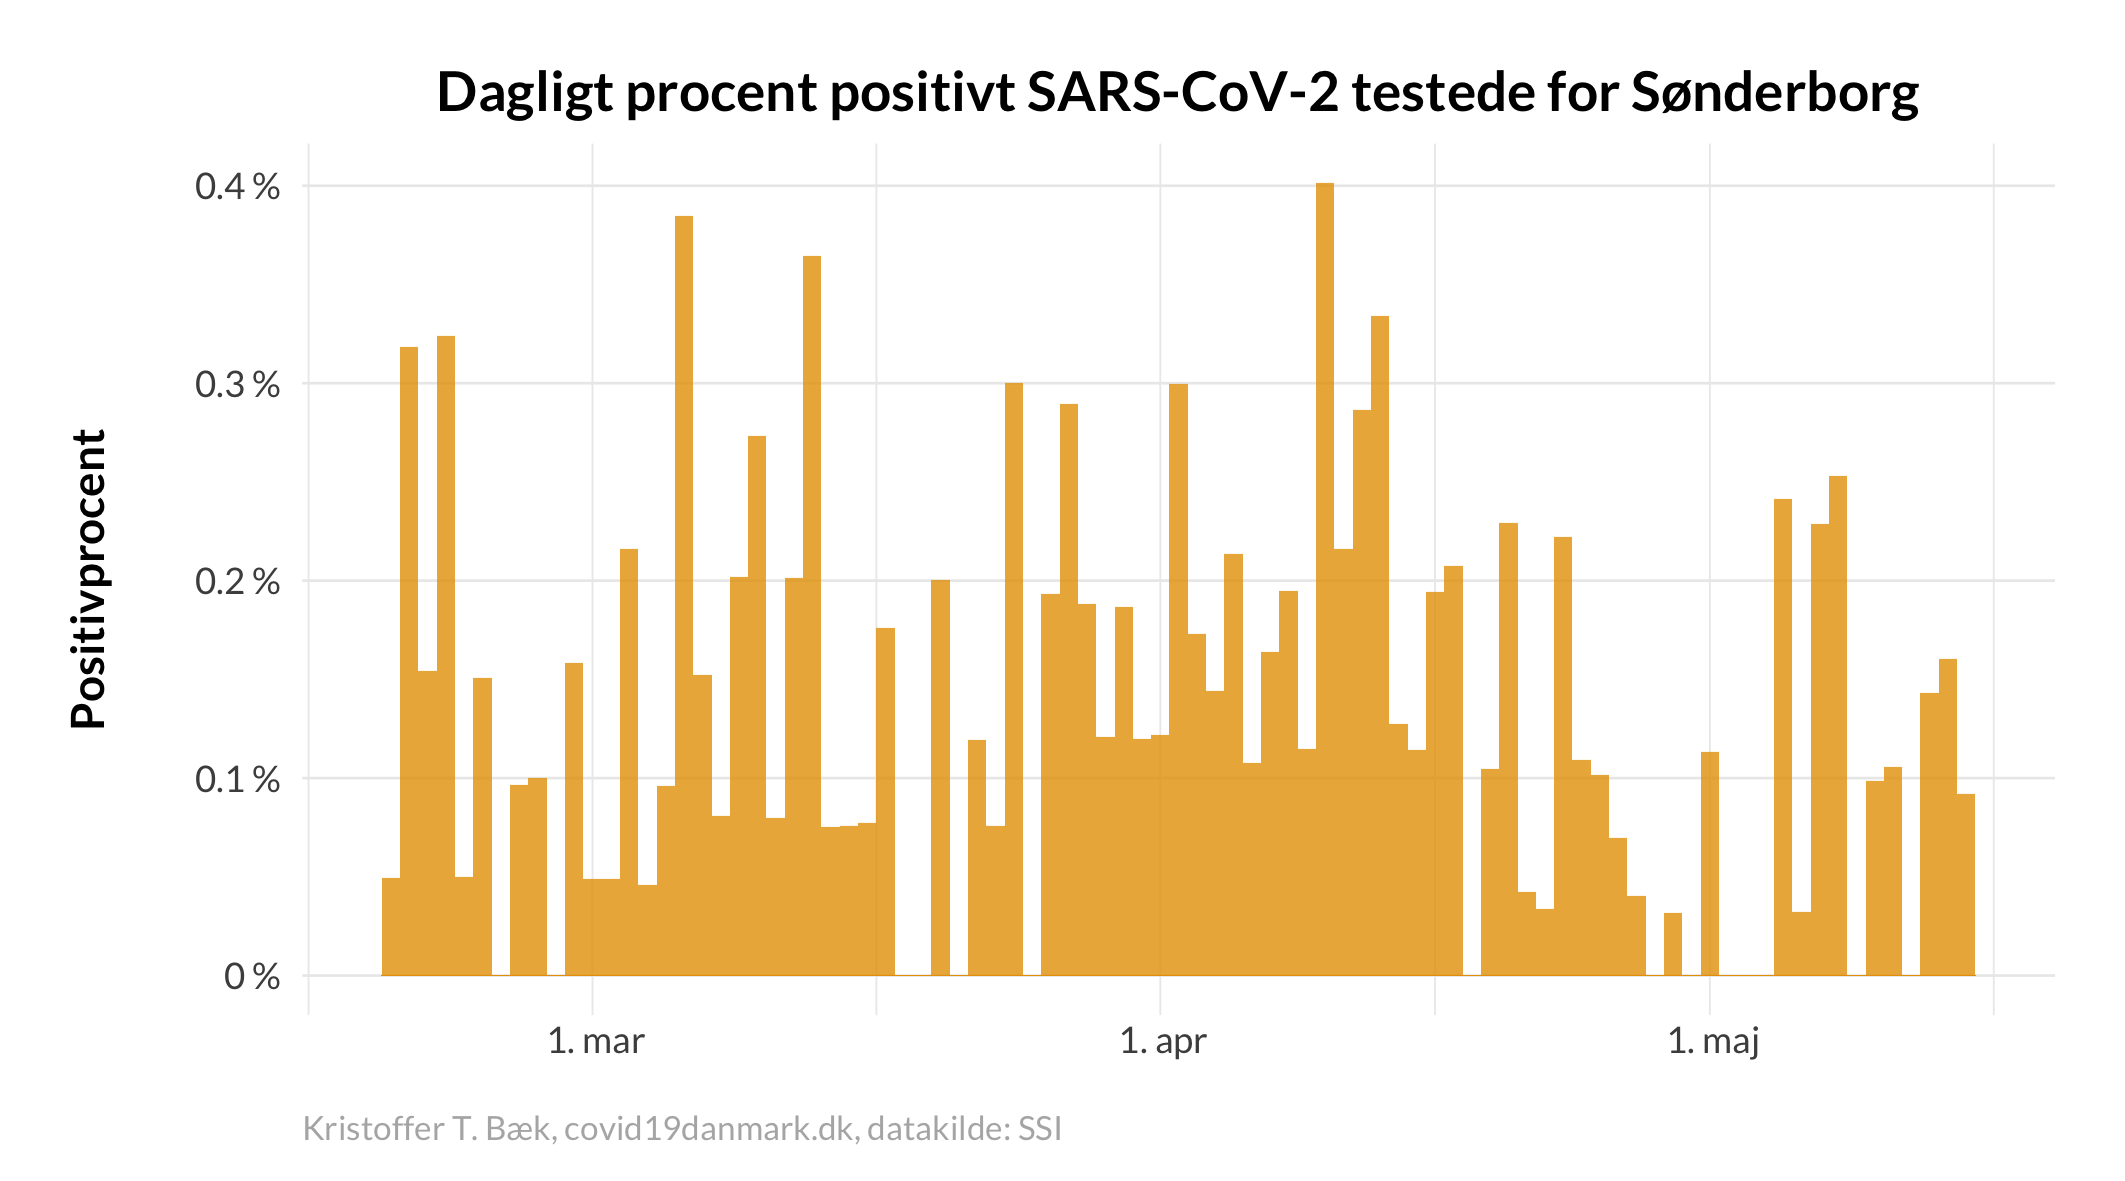 Dagligt procent positivt SARS-CoV-2 testede for Sønderborg
Positivprocent
0.4 %
0.3 %
0.2 %
0.1 %
0 %
1. mar
1. apr
1. maj
Kristoffer T. Bæk, covid19danmark.dk, datakilde: SSI